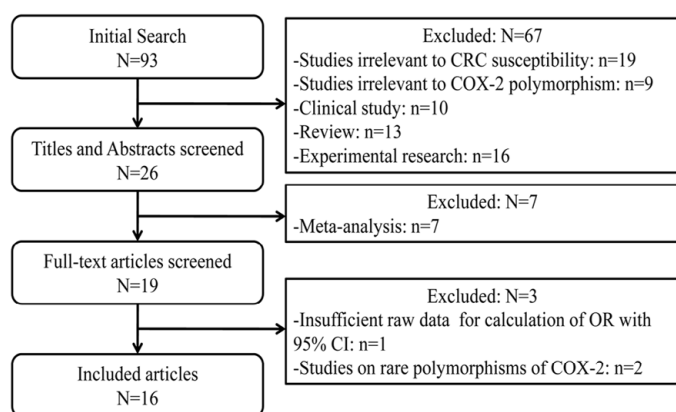 Initial Search
N=93
Excluded: N=67
-Studies irrelevant to CRC susceptibility: n=19
-Studies irrelevant to COX-2 polymorphism: n=9
-Clinical study: n=10
-Review: n=13
-Experimental research: n=16
Titles and Abstracts screened
N=26
Excluded: N=7
-Meta-analysis: n=7
Full-text articles screened
N=19
Excluded: N=3
-Insufficient raw data for calculation of OR with
95% CI: n=1
-Studies on rare polymorphisms of COX-2: n=2
Included articles
N=16